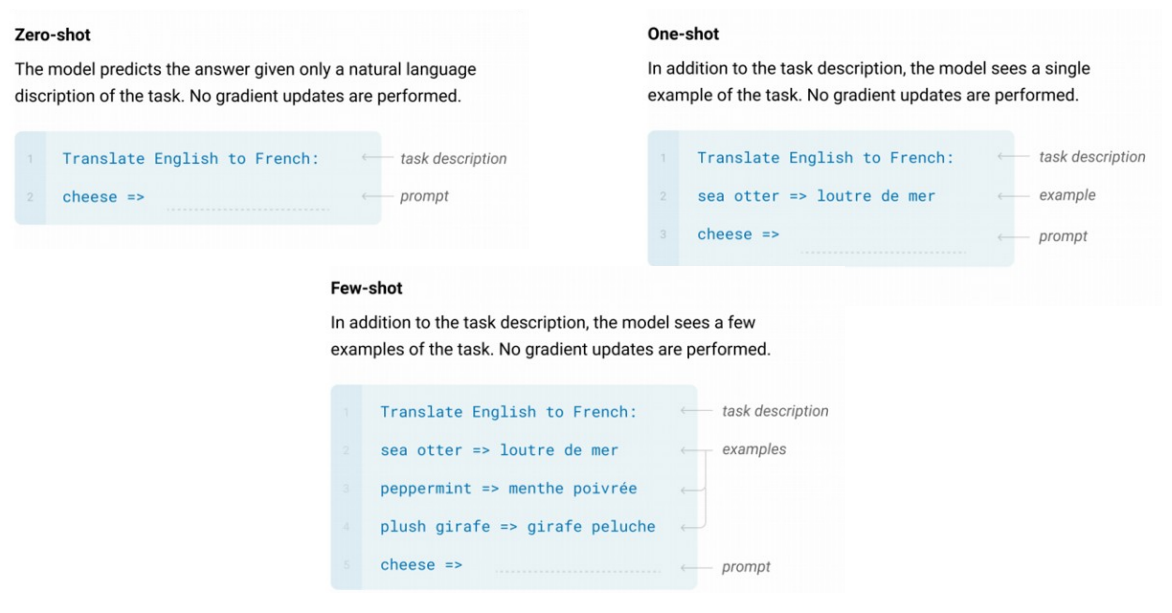 Zero-shot
The model predicts the answer given only a natural language
discription of the task. No gradient updates are performed.
1 Translate English to French: ← task description
2 cheese => ← prompt
One-shot
In addition to the task description, the model sees a single
example of the task. No gradient updates are performed.
1 Translate English to French: ← task description
2 sea otter => loutre de mer ← example
3 cheese => ← prompt
Few-shot
In addition to the task description, the model sees a few
examples of the task. No gradient updates are performed.
1 Translate English to French: ← task description
2 sea otter => loutre de mer ← examples
3 peppermint => menthe poivrée ←
4 plush girafe => girafe peluche ←
5 cheese => ← prompt